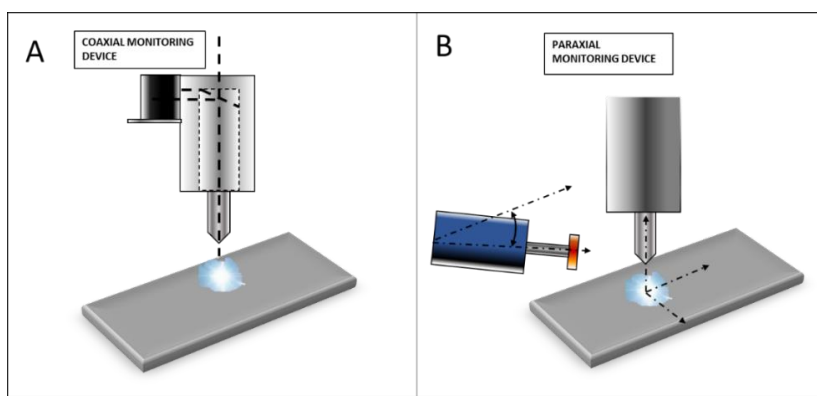 A
COAXIAL MONITORING
DEVICE
B
PARAXIAL
MONITORING DEVICE